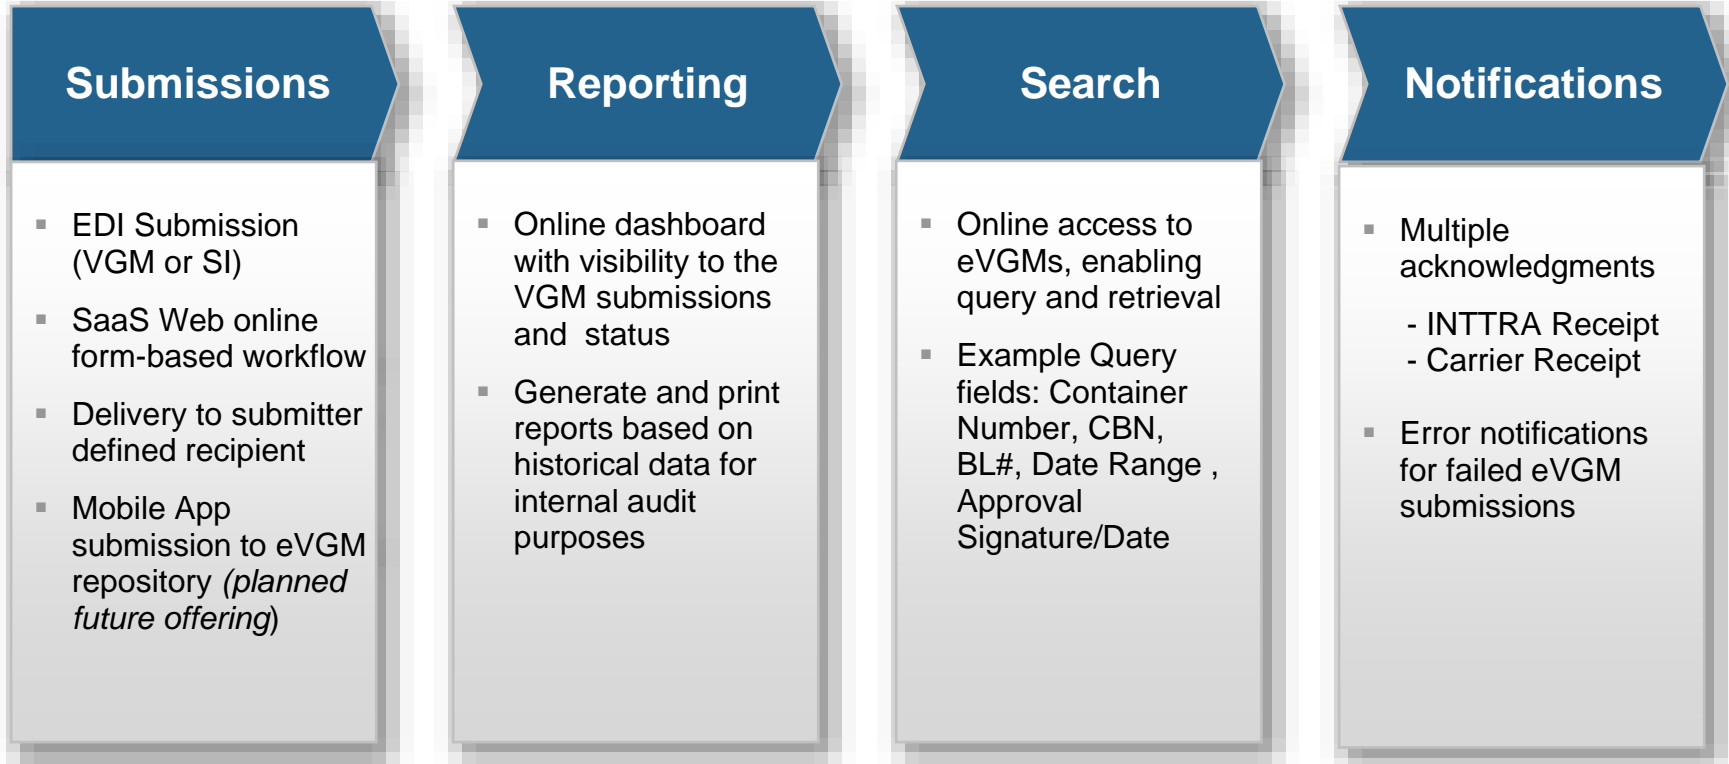 Submissions
EDI Submission
(VGM or SI)
SaaS Web online
form-based workflow
Delivery to submitter
defined recipient
Mobile App
submission to eVGM
repository (planned
future offering)
Reporting
Online dashboard
with visibility to the
VGM submissions
and  status
Generate and print
reports based on
historical data for
internal audit
purposes
Search
Online access to
eVGMs, enabling
query and retrieval
Example Query
fields: Container
Number, CBN,
BL#, Date Range ,
Approval
Signature/Date
Notifications
Multiple
acknowledgments
- INTTRA Receipt
- Carrier Receipt
Error notifications
for failed eVGM
submissions